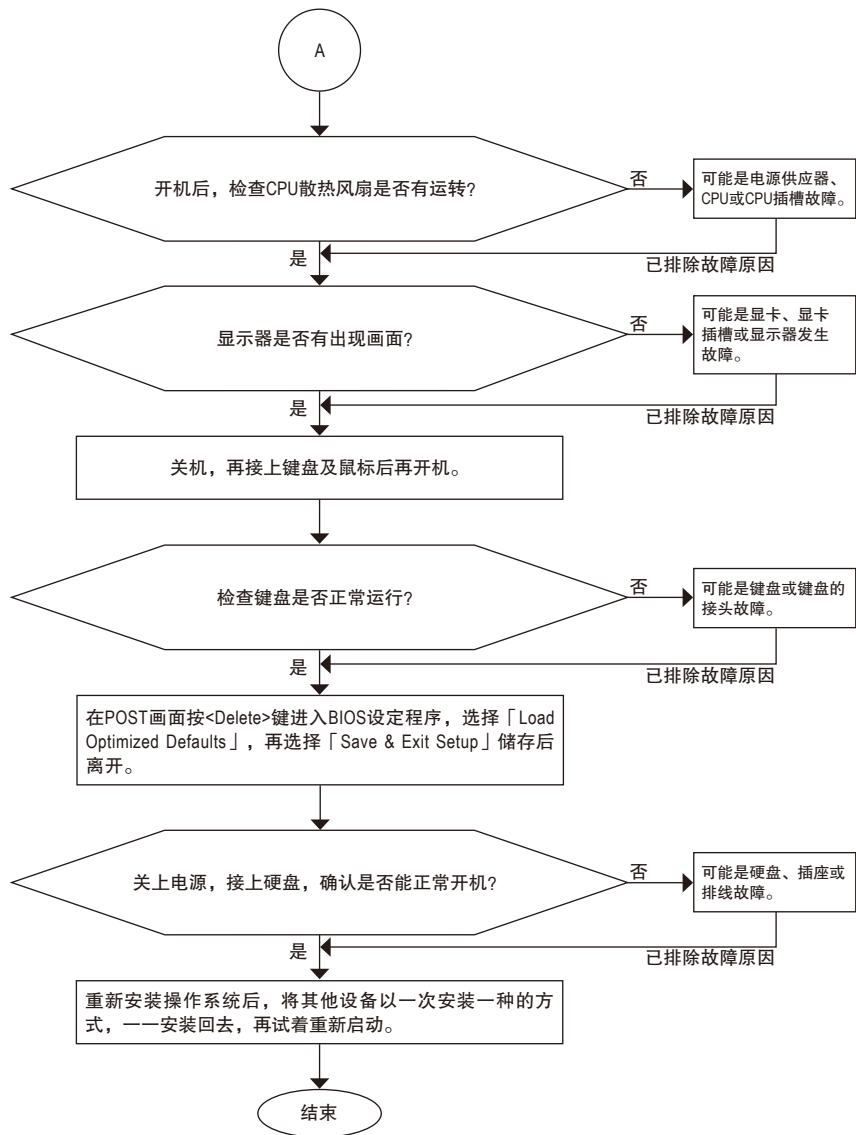 A
开机后，检查CPU散热风扇是否有运转?
否
可能是电源供应器、
CPU或CPU插槽故障。
是
已排除故障原因
显示器是否有出现画面?
否
可能是显卡、显卡
插槽或显示器发生
故障。
是
已排除故障原因
关机，再接上键盘及鼠标后再开机。
检查键盘是否正常运行?
否
可能是键盘或键盘的
接头故障。
是
已排除故障原因
在POST画面按<Delete>键进入BIOS设定程序，选择「Load
Optimized Defaults」，再选择「Save & Exit Setup」储存后
离开。
关上电源，接上硬盘，确认是否能正常开机?
否
可能是硬盘、插座或
排线故障。
是
已排除故障原因
重新安装操作系统后，将其他设备以一次安装一种的方
式，一一安装回去，再试着重新启动。
结束